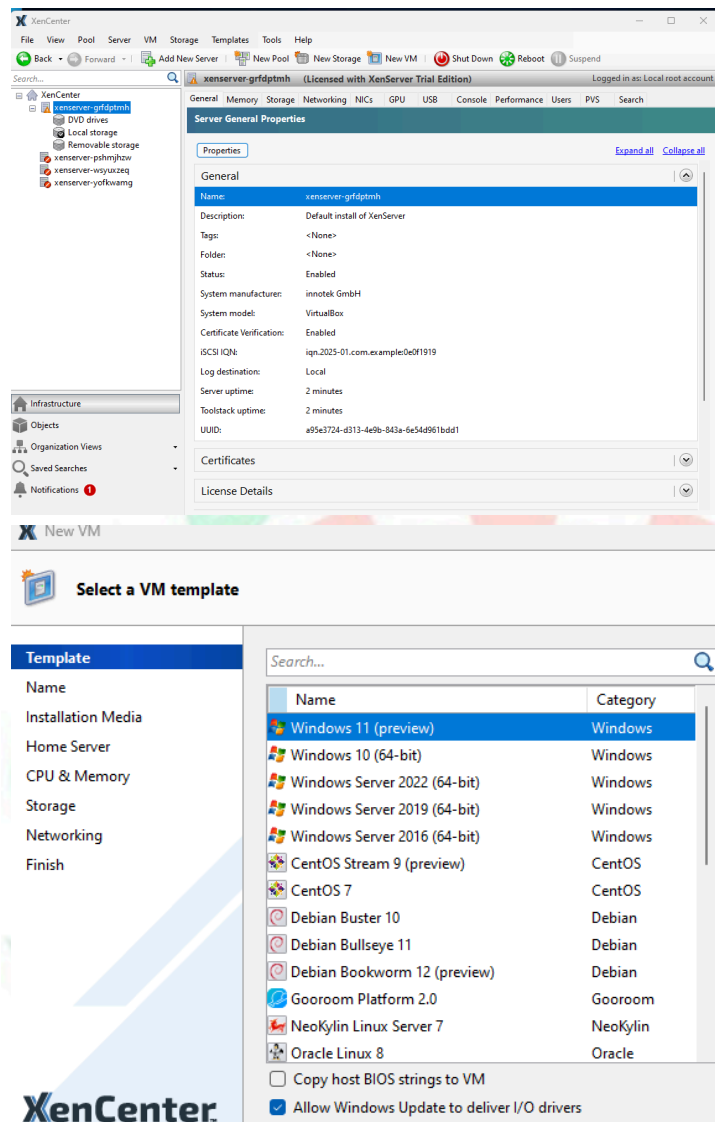 XenCenter
File View Pool Server VM Storage Templates Tools Help
Back Forward Add New Server New Pool New Storage New VM Shut Down Reboot Suspend
Search... xenserver-grfdptmh (Licensed with XenServer Trial Edition) Logged in as: Local root account
XenCenter
xenserver-grfdptmh
DVD drives
Local storage
Removable storage
xenserver-pshmjhzw
xenserver-wsyuxzeq
xenserver-yofkwamg
Infrastructure
Objects
Organization Views
Saved Searches
Notifications 1
General Memory Storage Networking NICs GPU USB Console Performance Users PVS Search
Server General Properties
Properties Expand all Collapse all
General
Name: xenserver-grfdptmh
Description: Default install of XenServer
Tags: <None>
Folder: <None>
Status: Enabled
System manufacturer: innotek GmbH
System model: VirtualBox
Certificate Verification: Enabled
iSCSI IQN: iqn.2025-01.com.example:0e0f1919
Log destination: Local
Server uptime: 2 minutes
Toolstack uptime: 2 minutes
UUID: a95e3724-d313-4e9b-843a-6e54d961bdd1
Certificates
License Details
New VM
Select a VM template
Template
Name
Installation Media
Home Server
CPU & Memory
Storage
Networking
Finish
XenCenter
Search...
Name Category
Windows 11 (preview) Windows
Windows 10 (64-bit) Windows
Windows Server 2022 (64-bit) Windows
Windows Server 2019 (64-bit) Windows
Windows Server 2016 (64-bit) Windows
CentOS Stream 9 (preview) CentOS
CentOS 7 CentOS
Debian Buster 10 Debian
Debian Bullseye 11 Debian
Debian Bookworm 12 (preview) Debian
Gooroom Platform 2.0 Gooroom
NeoKylin Linux Server 7 NeoKylin
Oracle Linux 8 Oracle
Copy host BIOS strings to VM
Allow Windows Update to deliver I/O drivers